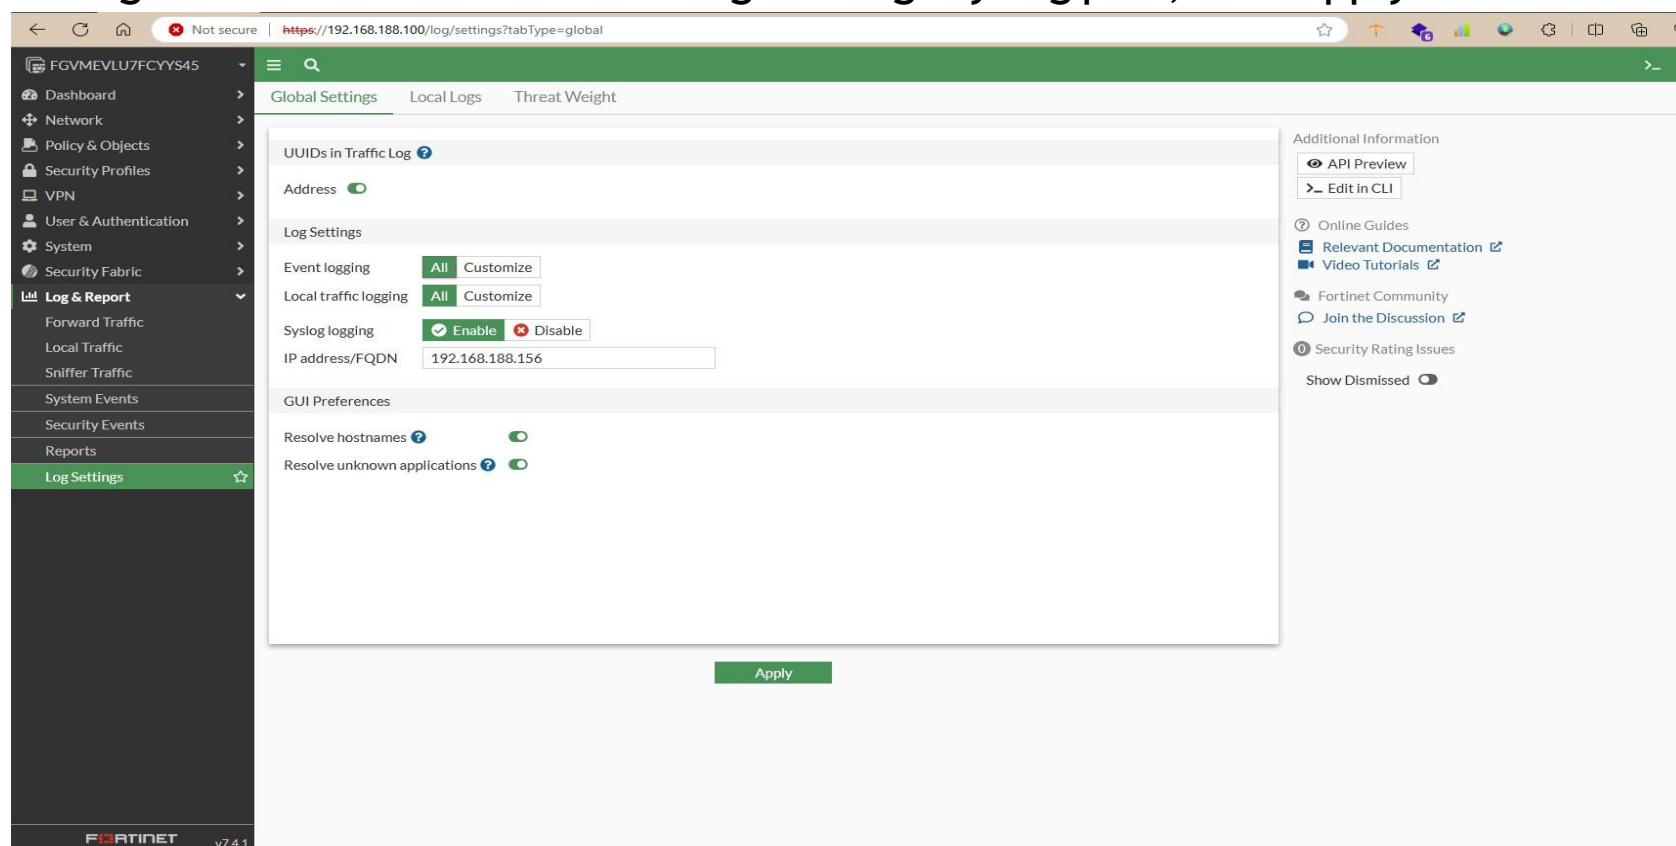 Not secure
https://192.168.188.100/log/settings?tabType=global
6
FGVMEVLU7FCYYS45
Dashboard
Network
Policy & Objects
Security Profiles
VPN
User & Authentication
System
Security Fabric
Log & Report
Forward Traffic
Local Traffic
Sniffer Traffic
System Events
Security Events
Reports
Log Settings
FORTINET
v7.4.1
Global Settings Local Logs Threat Weight
UUIDs in Traffic Log
Address
Log Settings
Event logging All Customize
Local traffic logging All Customize
Syslog logging Enable Disable
IP address/FQDN 192.168.188.156
GUI Preferences
Resolve hostnames
Resolve unknown applications
Apply
Additional Information
API Preview
>_ Edit in CLI
Online Guides
Relevant Documentation
Video Tutorials
Fortinet Community
Join the Discussion
0 Security Rating Issues
Show Dismissed